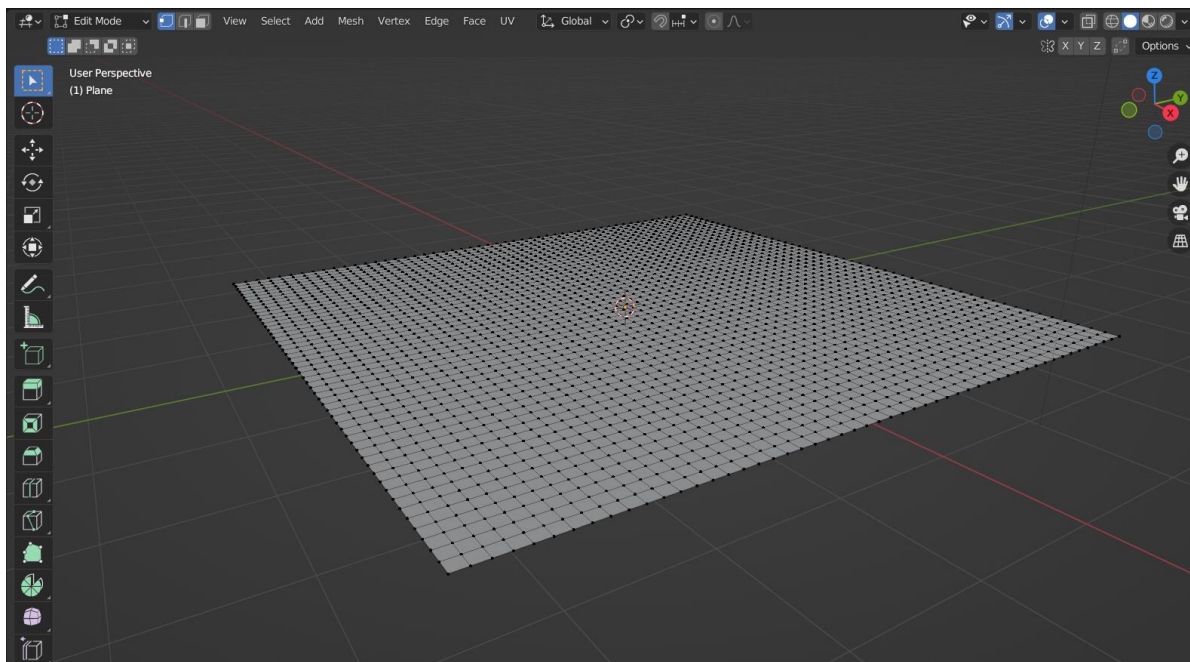 Edit Mode View Select Add Mesh Vertex Edge Face UV Global
X Y Z Options
User Perspective
(1) Plane
Z
Y
X